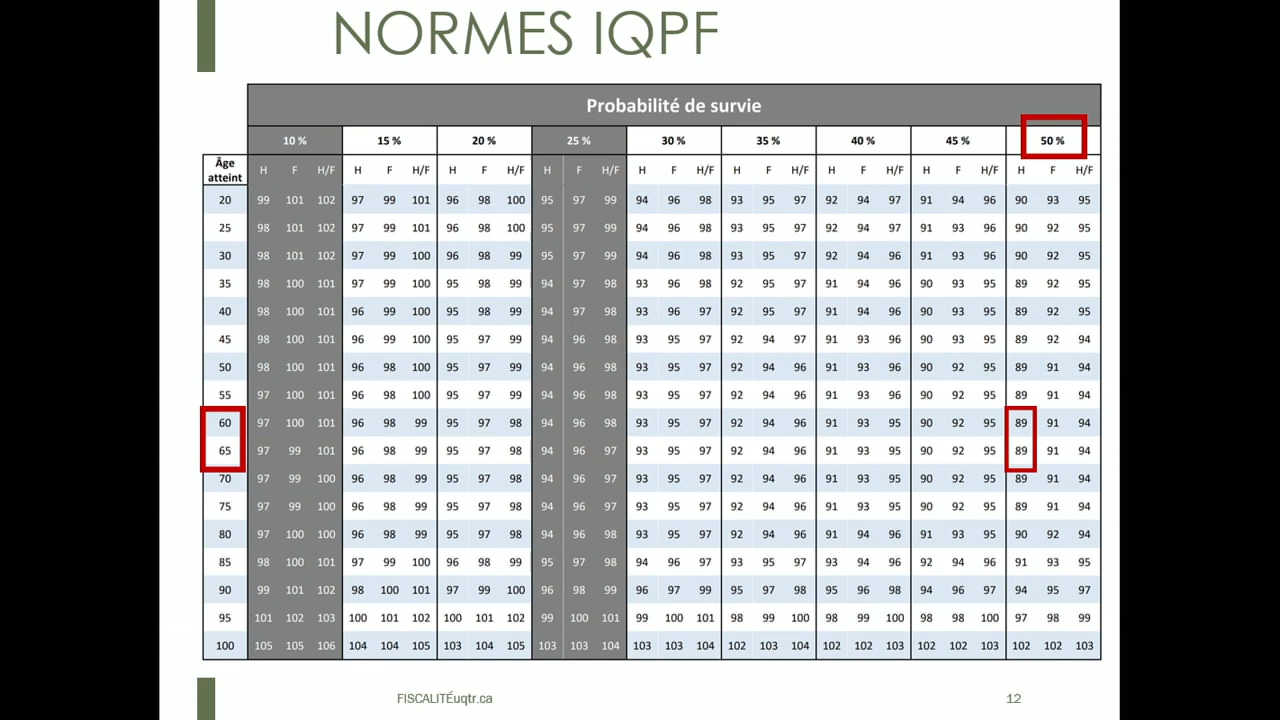 NORMES IQPF
Probabilité de survie
10 % 15 % 20 % 25 % 30 % 35 % 40 % 45 % 50 %
Âge atteint H F H/F H F H/F H F H/F H F H/F H F H/F H F H/F H F H/F H F H/F H F H/F
20 99 101 102 97 99 101 96 98 100 95 97 99 94 96 98 93 95 97 92 94 97 91 94 96 90 93 95
25 98 101 102 97 99 101 96 98 100 95 97 99 94 96 98 93 95 97 92 94 97 91 93 96 90 92 95
30 98 101 102 97 99 100 96 98 99 95 97 99 94 96 98 93 95 97 92 94 96 91 93 96 90 92 95
35 98 100 101 97 99 100 95 98 99 94 97 98 93 96 98 92 95 97 91 94 96 90 93 95 89 92 95
40 98 100 101 96 99 100 95 98 99 94 97 98 93 96 97 92 95 97 91 94 96 90 93 95 89 92 95
45 98 100 101 96 99 100 95 97 99 94 96 98 93 95 97 92 94 97 91 94 96 90 93 95 89 92 94
50 98 100 101 96 98 100 95 97 99 94 96 98 93 95 97 92 94 96 91 93 96 90 92 95 89 91 94
55 97 100 101 96 98 100 95 97 99 94 96 98 93 95 97 92 94 96 91 93 96 90 92 95 89 91 94
60 97 100 101 96 98 99 95 97 98 94 96 98 93 95 97 92 94 96 91 93 95 90 92 95 89 91 94
65 97 99 101 96 98 99 95 97 98 94 96 98 93 95 97 92 94 96 91 93 95 90 92 95 89 91 94
70 97 99 100 96 98 99 95 97 98 94 96 98 93 95 97 92 94 96 91 93 95 90 92 95 89 91 94
75 97 99 100 96 98 99 95 97 98 94 96 98 93 95 97 92 94 96 91 93 95 90 92 95 89 91 94
80 97 100 100 96 98 99 95 97 98 94 96 98 93 95 97 92 94 96 91 93 95 91 93 95 90 92 94
85 98 100 101 97 99 100 96 98 99 95 97 98 94 96 97 93 95 97 93 94 96 92 94 96 91 93 95
90 99 101 102 98 100 101 97 99 100 96 98 99 96 97 99 95 97 98 95 96 98 94 96 97 94 95 97
95 101 102 103 100 101 102 100 101 102 99 100 101 99 100 101 98 99 100 98 99 100 98 98 100 97 98 99
100 105 105 106 104 104 105 103 104 105 103 103 104 103 103 104 102 103 104 102 102 103 102 102 103 102 102 103
FISCALITÉuqtr.ca 12